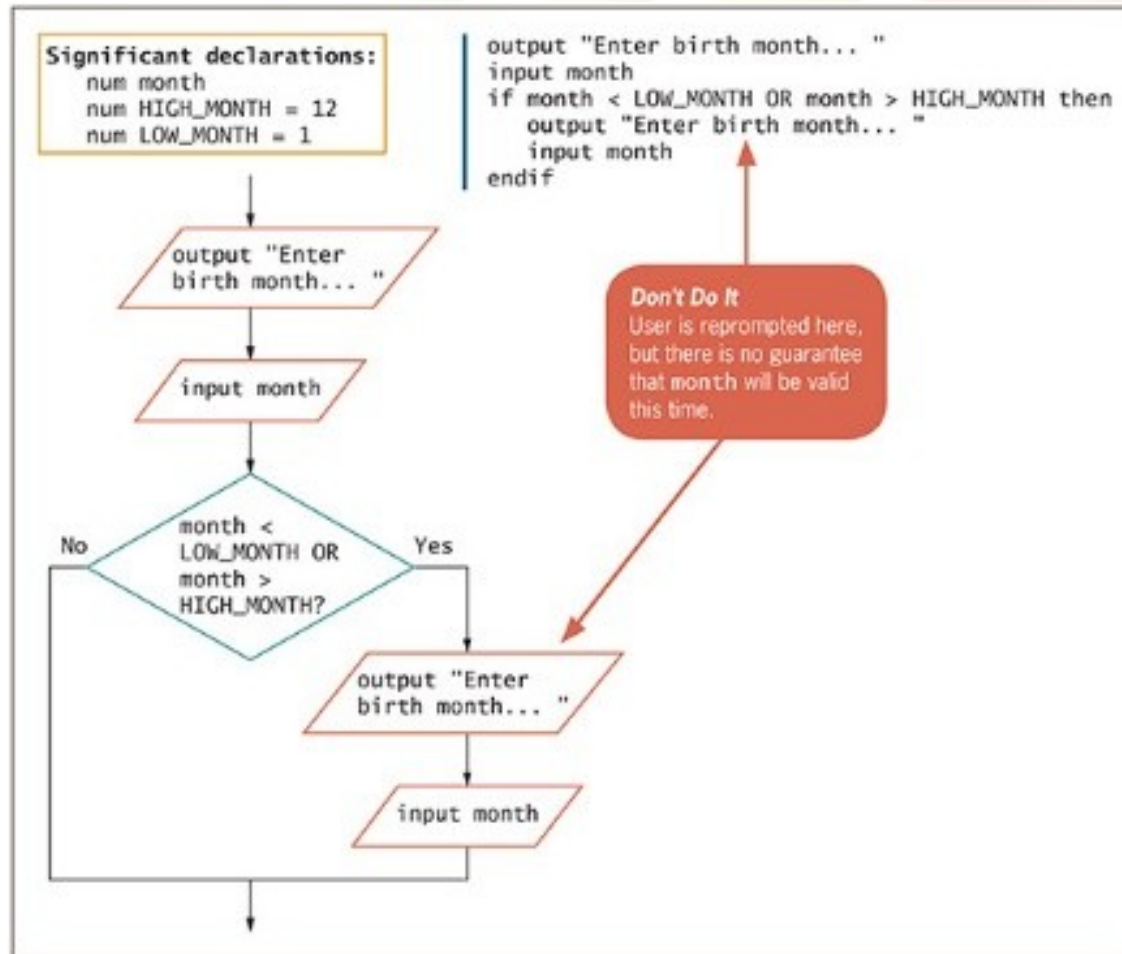 Significant declarations:
num month
num HIGH_MONTH = 12
num LOW_MONTH = 1
output "Enter birth month... "
input month
if month < LOW_MONTH OR month > HIGH_MONTH then
output "Enter birth month... "
input month
endif
output "Enter
birth month... "
input month
Don't Do It
User is reprompted here,
but there is no guarantee
that month will be valid
this time.
month <
LOW_MONTH OR
month >
HIGH_MONTH?
No
Yes
output "Enter
birth month... "
input month